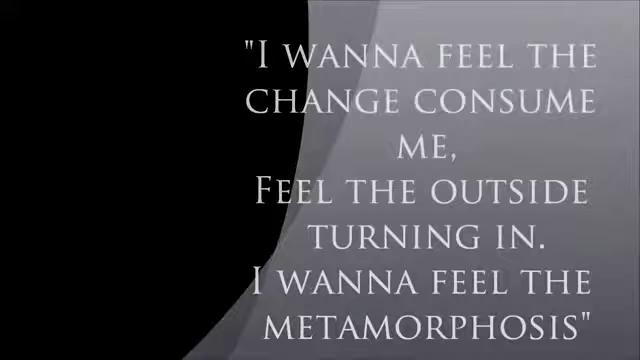 "I WANNA FEEL THE
CHANGE CONSUME
ME,
FEEL THE OUTSIDE
TURNING IN.
I WANNA FEEL THE
METAMORPHOSIS"